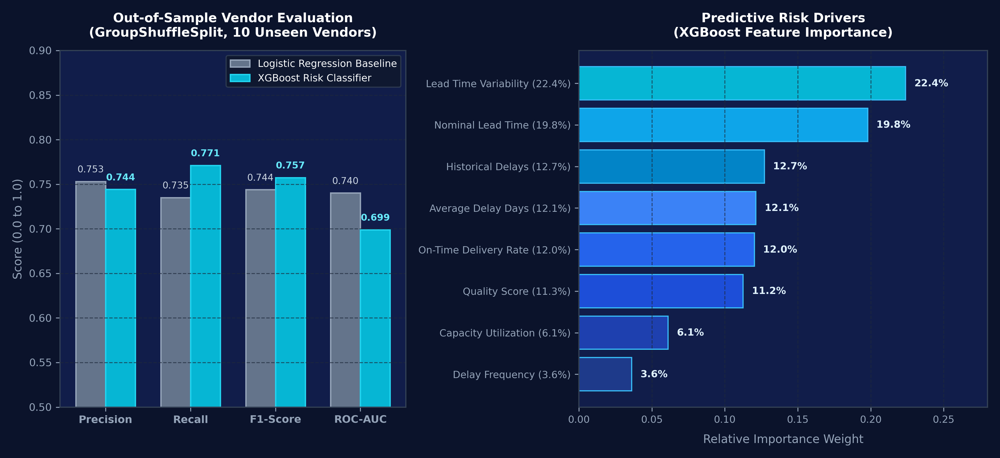 Out-of-Sample Vendor Evaluation
(GroupShuffleSplit, 10 Unseen Vendors)
Logistic Regression Baseline
XGBoost Risk Classifier
Score (0.0 to 1.0)
0.90
0.85
0.80
0.75
0.70
0.65
0.60
0.55
0.50
0.753
0.744
0.735
0.771
0.744
0.757
0.740
0.699
Precision
Recall
F1-Score
ROC-AUC
Predictive Risk Drivers
(XGBoost Feature Importance)
Lead Time Variability (22.4%)
22.4%
Nominal Lead Time (19.8%)
19.8%
Historical Delays (12.7%)
12.7%
Average Delay Days (12.1%)
12.1%
On-Time Delivery Rate (12.0%)
12.0%
Quality Score (11.3%)
11.2%
Capacity Utilization (6.1%)
6.1%
Delay Frequency (3.6%)
3.6%
0.00
0.05
0.10
0.15
0.20
0.25
Relative Importance Weight